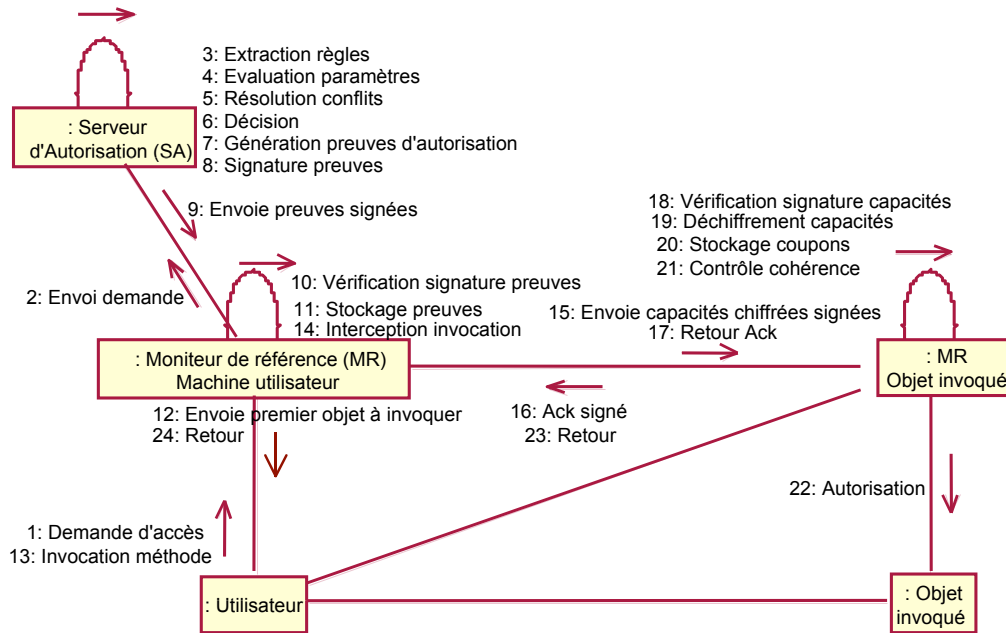 3: Extraction règles
4: Evaluation paramètres
5: Résolution conflits
6: Décision
7: Génération preuves d'autorisation
8: Signature preuves
: Serveur
d'Autorisation (SA)
9: Envoie preuves signées
2: Envoi demande
10: Vérification signature preuves
11: Stockage preuves
14: Interception invocation
18: Vérification signature capacités
19: Déchiffrement capacités
20: Stockage coupons
21: Contrôle cohérence
15: Envoie capacités chiffrées signées
17: Retour Ack
: Moniteur de référence (MR)
Machine utilisateur
: MR
Objet invoqué
12: Envoie premier objet à invoquer
24: Retour
16: Ack signé
23: Retour
22: Autorisation
1: Demande d'accès
13: Invocation méthode
: Utilisateur
: Objet
invoqué